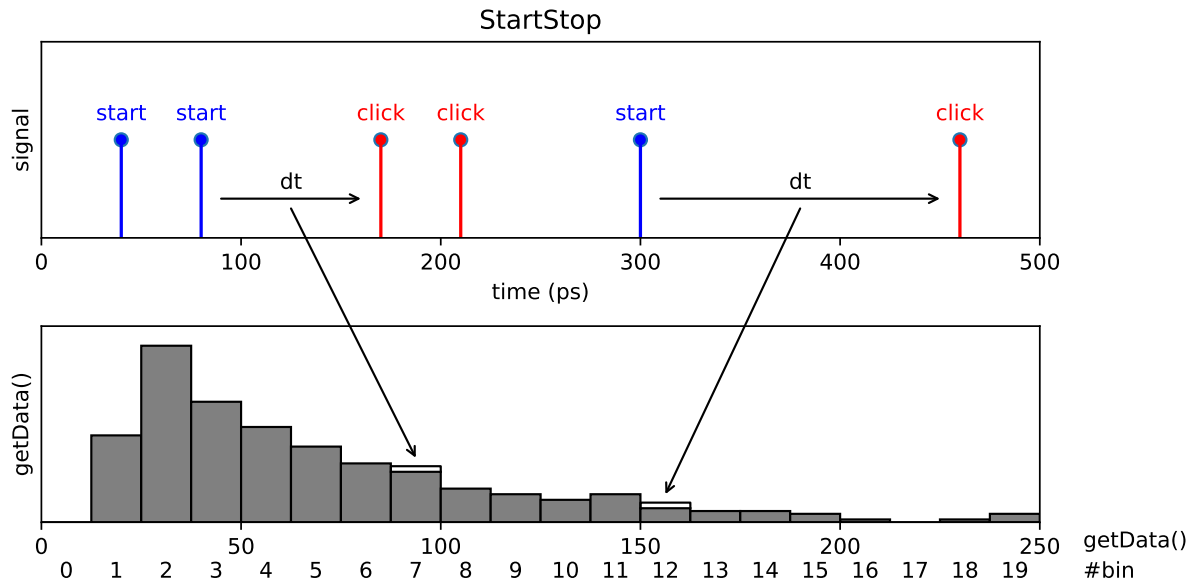 StartStop
start start click click start click
signal
dt dt
0 100 200 300 400 500
time (ps)
getData()
0 50 100 150 200 250 getData()
0 1 2 3 4 5 6 7 8 9 10 11 12 13 14 15 16 17 18 19 #bin